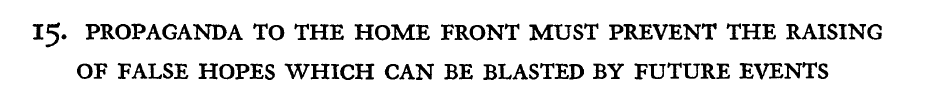 15. PROPAGANDA TO THE HOME FRONT MUST PREVENT THE RAISING
OF FALSE HOPES WHICH CAN BE BLASTED BY FUTURE EVENTS